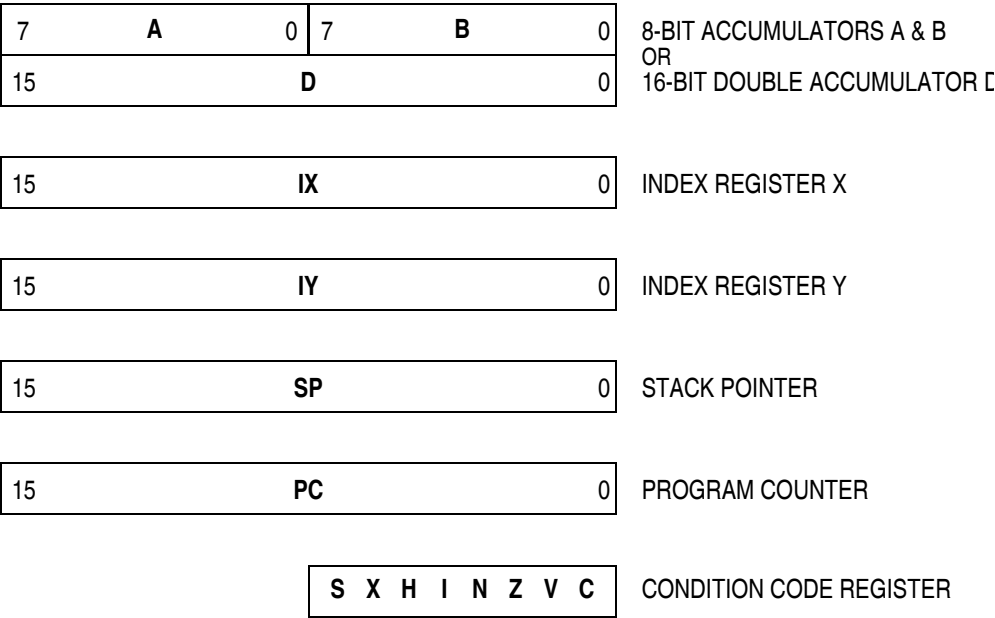 7 A 0 7 B 0 8-BIT ACCUMULATORS A & B
OR
15 D 0 16-BIT DOUBLE ACCUMULATOR D
15 IX 0 INDEX REGISTER X
15 IY 0 INDEX REGISTER Y
15 SP 0 STACK POINTER
15 PC 0 PROGRAM COUNTER
S X H I N Z V C CONDITION CODE REGISTER